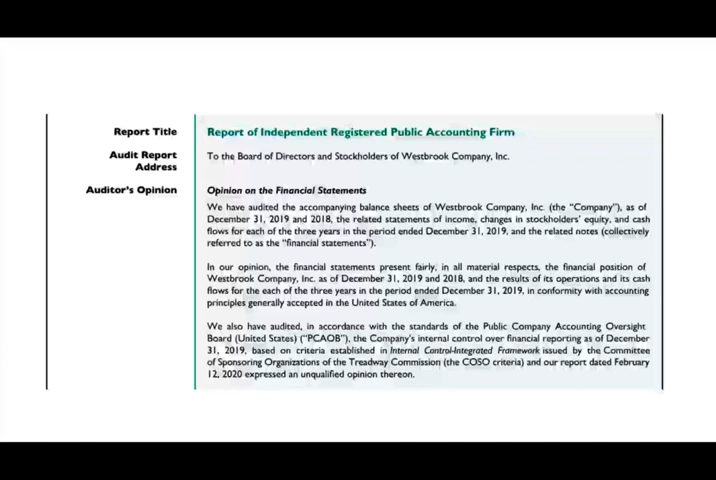 Report Title
Report of Independent Registered Public Accounting Firm
Audit Report
Address
To the Board of Directors and Stockholders of Westbrook Company, Inc.
Auditor's Opinion
Opinion on the Financial Statements
We have audited the accompanying balance sheets of Westbrook Company, Inc. (the "Company"), as of
December 31, 2019 and 2018, the related statements of income, changes in stockholders' equity, and cash
flows for each of the three years in the period ended December 31, 2019, and the related notes (collectively
referred to as the "financial statements").
In our opinion, the financial statements present fairly, in all material respects, the financial position of
Westbrook Company, Inc. as of December 31, 2019 and 2018, and the results of its operations and its cash
flows for the each of the three years in the period ended December 31, 2019, in conformity with accounting
principles generally accepted in the United States of America.
We also have audited, in accordance with the standards of the Public Company Accounting Oversight
Board (United States) ("PCAOB"), the Company's internal control over financial reporting as of December
31, 2019, based on criteria established in Internal Control-Integrated Framework issued by the Committee
of Sponsoring Organizations of the Treadway Commission (the COSO criteria) and our report dated February
12, 2020 expressed an unqualified opinion thereon.